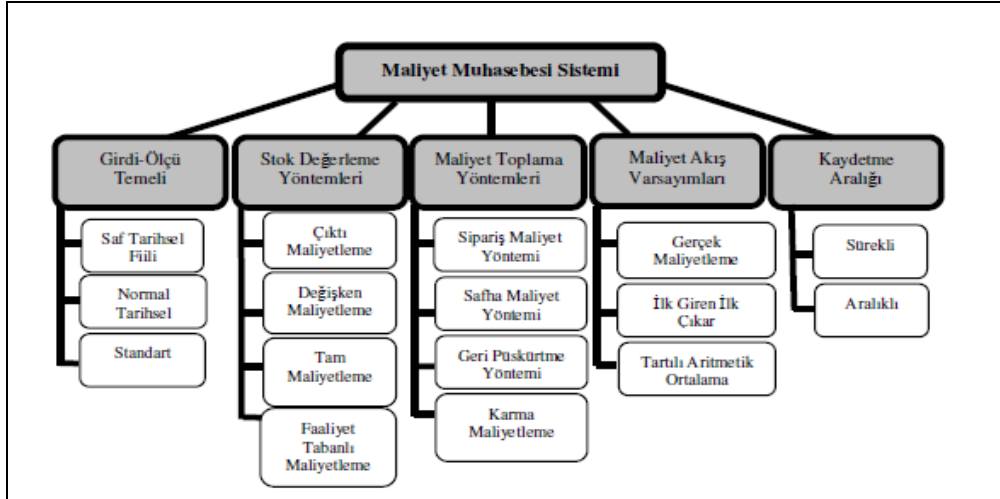 Maliyet Muhasebesi Sistemi
Girdi-Ölçü
Temeli
Saf Tarihsel
Fiili
Normal
Tarihsel
Standart
Stok Değerleme
Yöntemleri
Çıktı
Maliyetleme
Değişken
Maliyetleme
Tam
Maliyetleme
Faaliyet
Tabanlı
Maliyetleme
Maliyet Toplama
Yöntemleri
Sipariş Maliyet
Yöntemi
Safha Maliyet
Yöntemi
Geri Püskürtme
Yöntemi
Karma
Maliyetleme
Maliyet Akış
Varsayımları
Gerçek
Maliyetleme
İlk Giren İlk
Çıkar
Tartılı Aritmetik
Ortalama
Kaydetme
Aralığı
Sürekli
Aralıklı